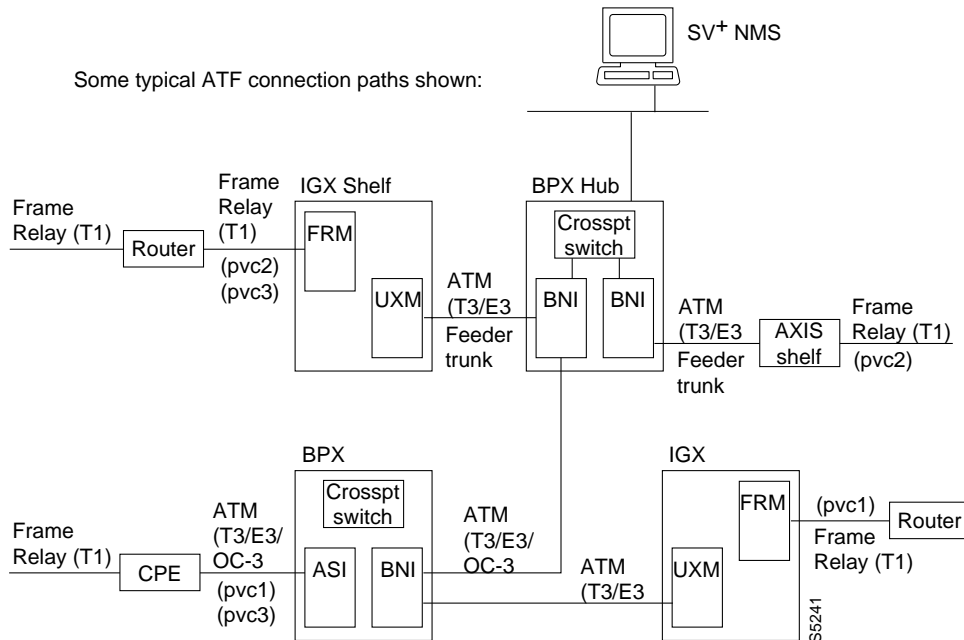 SV+ NMS
Some typical ATF connection paths shown:
Frame
Relay (T1)
Router
Frame
Relay
(T1)
(pvc2)
(pvc3)
IGX Shelf
FRM
UXM
ATM
(T3/E3
Feeder
trunk
BPX Hub
Crosspt
switch
BNI
BNI
ATM
(T3/E3
Feeder
trunk
AXIS
shelf
Frame
Relay (T1)
(pvc2)
Frame
Relay (T1)
CPE
ATM
(T3/E3/
OC-3
(pvc1)
(pvc3)
BPX
Crosspt
switch
ASI
BNI
ATM
(T3/E3/
OC-3
ATM
(T3/E3
IGX
FRM
UXM
(pvc1)
Frame
Relay (T1)
Router
S5241